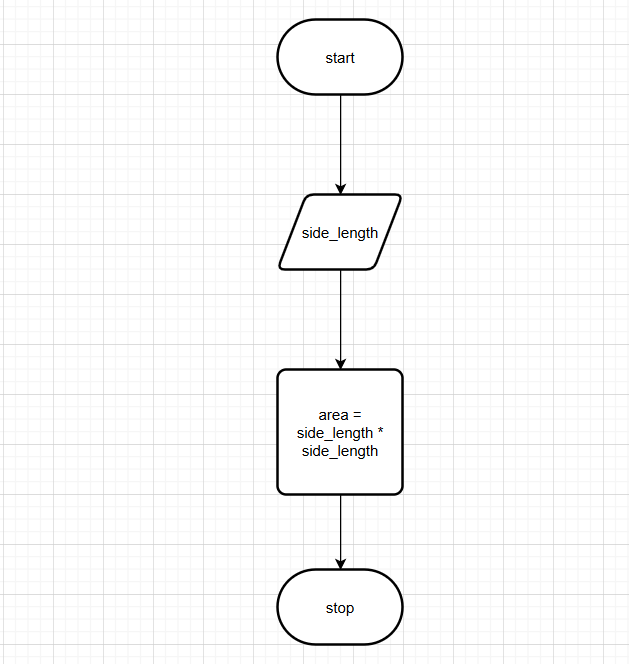 start
side_length
area =
side_length *
side_length
stop